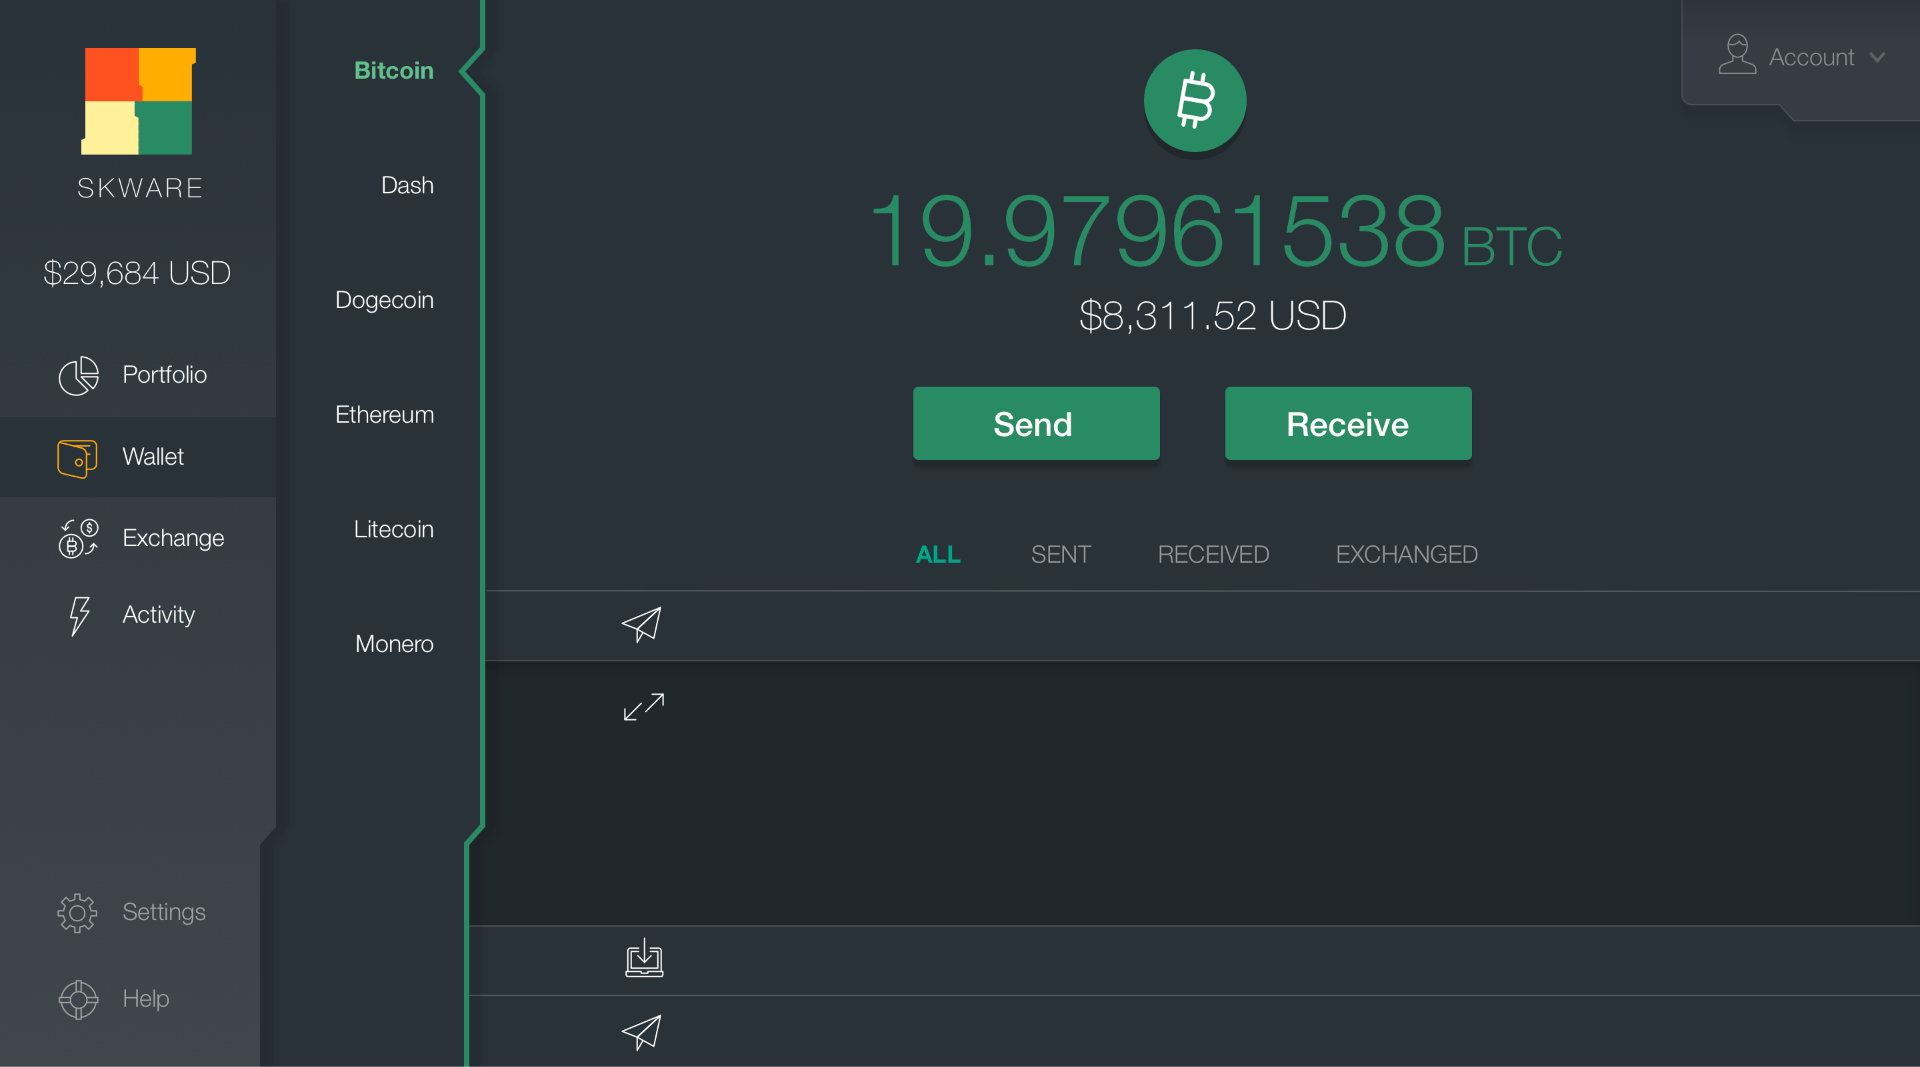 SKWARE
$29,684 USD
Portfolio
Wallet
Exchange
Activity
Settings
Help
Bitcoin
Dash
Dogecoin
Ethereum
Litecoin
Monero
Account
19.97961538 BTC
$8,311.52 USD
Send
Receive
ALL SENT RECEIVED EXCHANGED